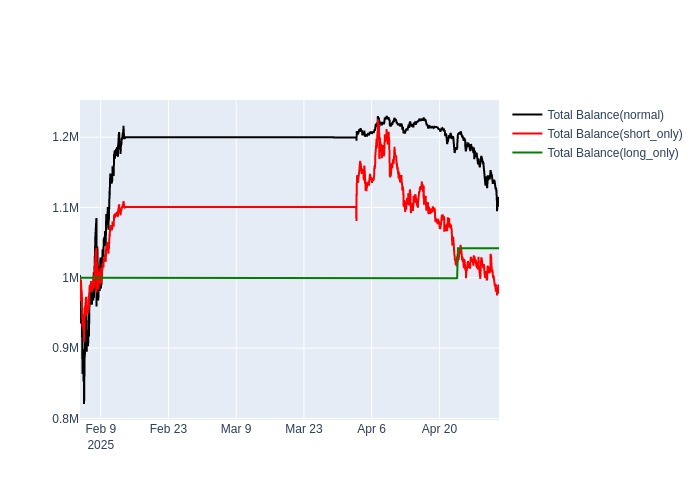 Total Balance(normal)
Total Balance(short_only)
Total Balance(long_only)
1.2M
1.1M
1M
0.9M
0.8M
Feb 9
2025
Feb 23
Mar 9
Mar 23
Apr 6
Apr 20